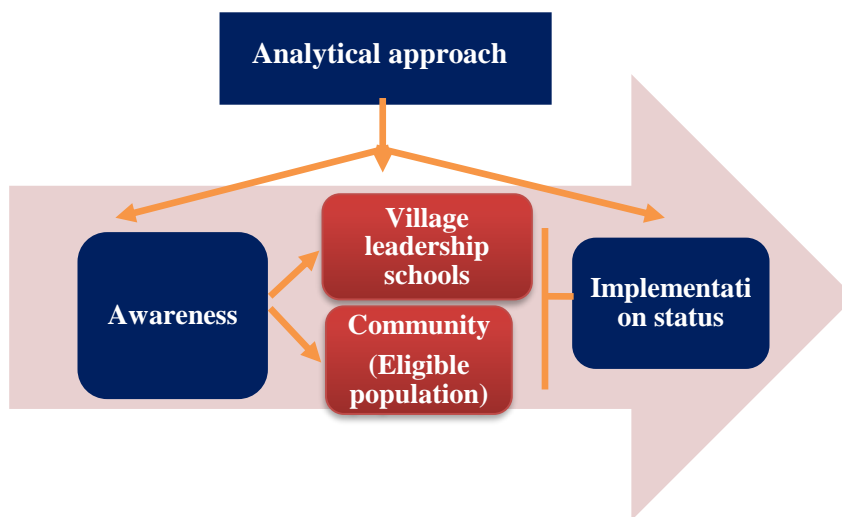 Analytical approach
Village
leadership
schools
Awareness
Community
(Eligible
population)
Implementati
on status